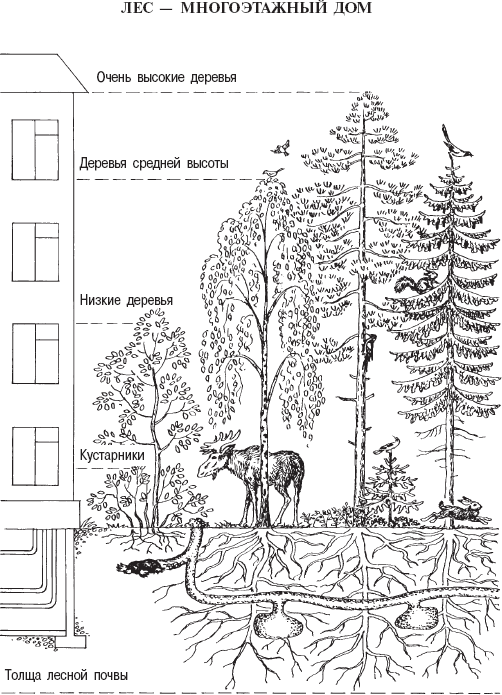 ЛЕС — МНОГОЭТАЖНЫЙ ДОМ
Очень высокие деревья
Деревья средней высоты
Низкие деревья
Кустарники
Толща лесной почвы